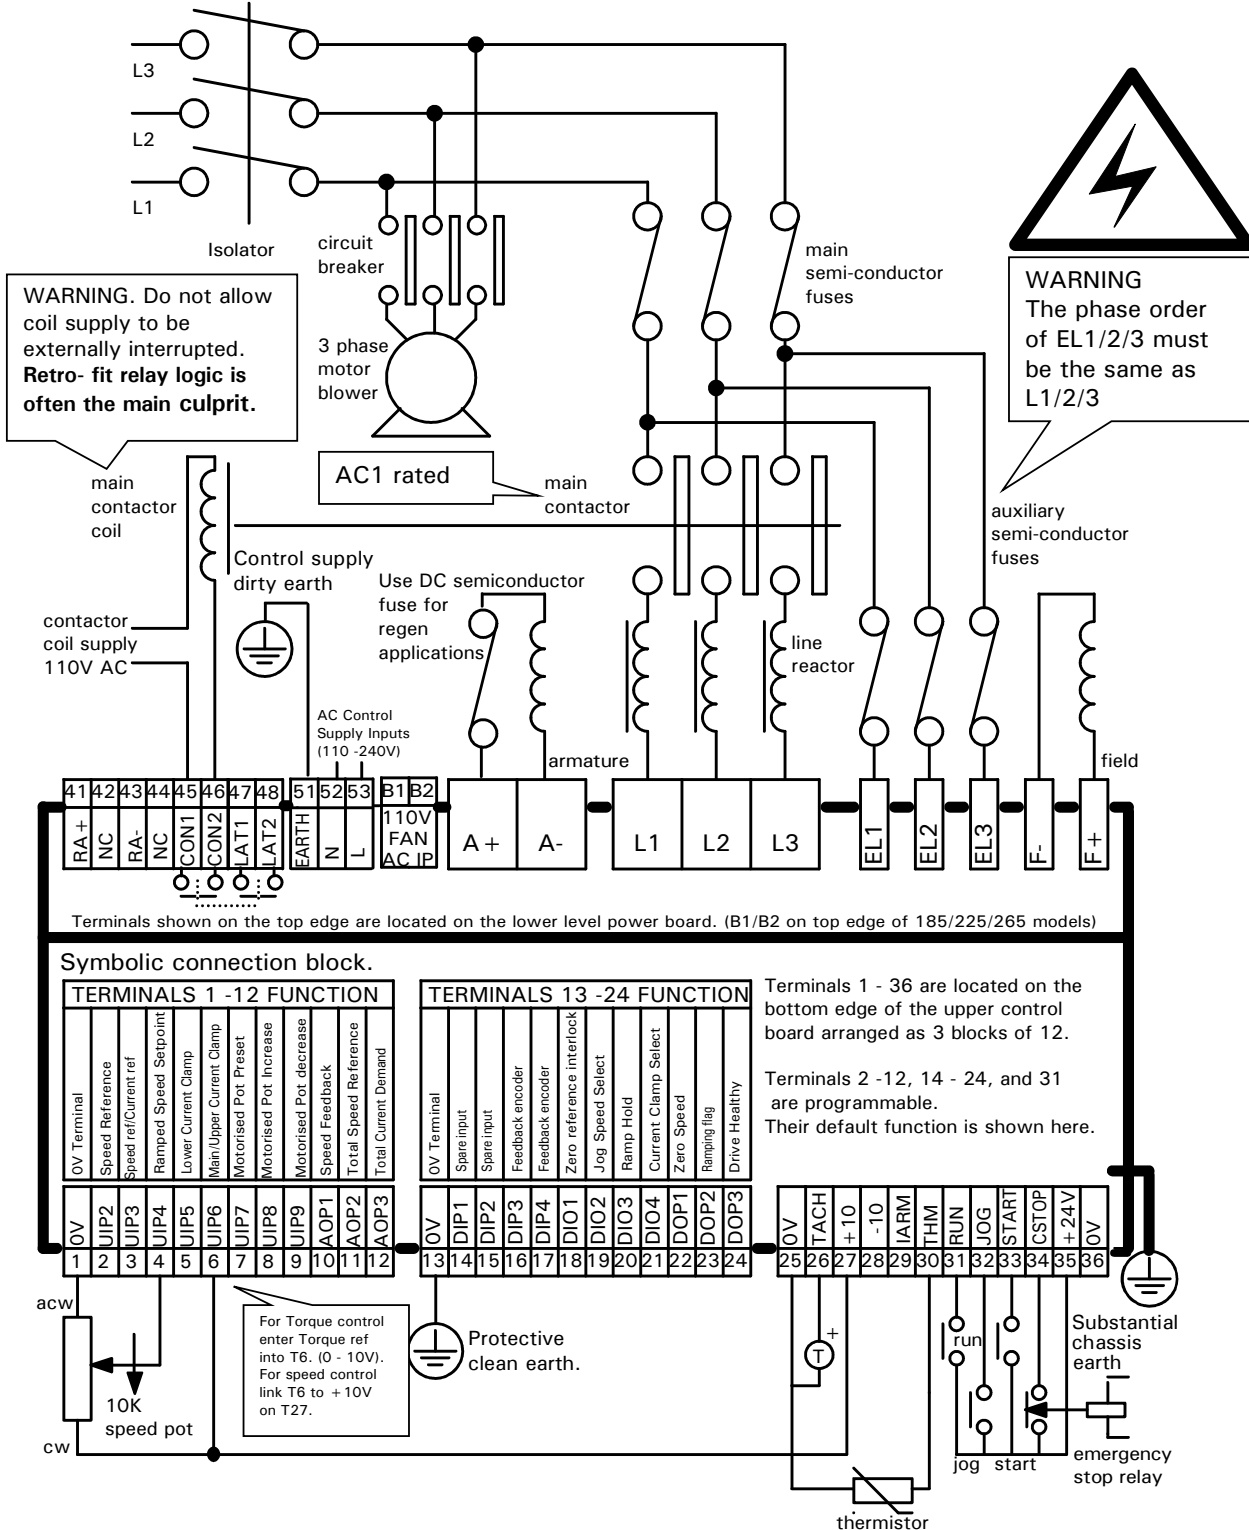 L3
L2
L1
Isolator
circuit
breaker
main
semi-conductor
fuses
WARNING
The phase order
of EL1/2/3 must
be the same as
L1/2/3
WARNING. Do not allow
coil supply to be
externally interrupted.
Retro- fit relay logic is
often the main culprit.
3 phase
motor
blower
AC1 rated
main
contactor
main
contactor
coil
auxiliary
semi-conductor
fuses
Control supply
dirty earth
Use DC semiconductor
fuse for
regen
applications
contactor
coil supply
110V AC
line
reactor
AC Control
Supply Inputs
(110 -240V)
armature
field
41 42 43 44 45 46 47 48 51 52 53 B1 B2
RA+ NC RA- NC CON1 CON2 LAT1 LAT2 EARTH N L
110V
FAN
AC IP
A+ A- L1 L2 L3 EL1 EL2 EL3 F- F+
Terminals shown on the top edge are located on the lower level power board. (B1/B2 on top edge of 185/225/265 models)
Symbolic connection block.
TERMINALS 1 -12 FUNCTION
0V Terminal
Speed Reference
Speed ref/Current ref
Ramped Speed Setpoint
Lower Current Clamp
Main/Upper Current Clamp
Motorised Pot Preset
Motorised Pot Increase
Motorised Pot decrease
Speed Feedback
Total Speed Reference
Total Current Demand
TERMINALS 13 -24 FUNCTION
0V Terminal
Spare input
Spare input
Feedback encoder
Feedback encoder
Zero reference interlock
Jog Speed Select
Ramp Hold
Current Clamp Select
Zero Speed
Ramping flag
Drive Healthy
Terminals 1 - 36 are located on the
bottom edge of the upper control
board arranged as 3 blocks of 12.
Terminals 2 -12, 14 - 24, and 31
are programmable.
Their default function is shown here.
0V UIP2 UIP3 UIP4 UIP5 UIP6 UIP7 UIP8 UIP9 AOP1 AOP2 AOP3
1 2 3 4 5 6 7 8 9 10 11 12
0V DIP1 DIP2 DIP3 DIP4 DIO1 DIO2 DIO3 DIO4 DOP1 DOP2 DOP3
13 14 15 16 17 18 19 20 21 22 23 24
0V TACH +10 -10 IARM THM RUN JOG START CSTOP +24V 0V
25 26 27 28 29 30 31 32 33 34 35 36
acw
10K
speed pot
cw
For Torque control
enter Torque ref
into T6. (0 - 10V).
For speed control
link T6 to +10V
on T27.
Protective
clean earth.
+
T
run
Substantial
chassis
earth
jog
start
emergency
stop relay
thermistor